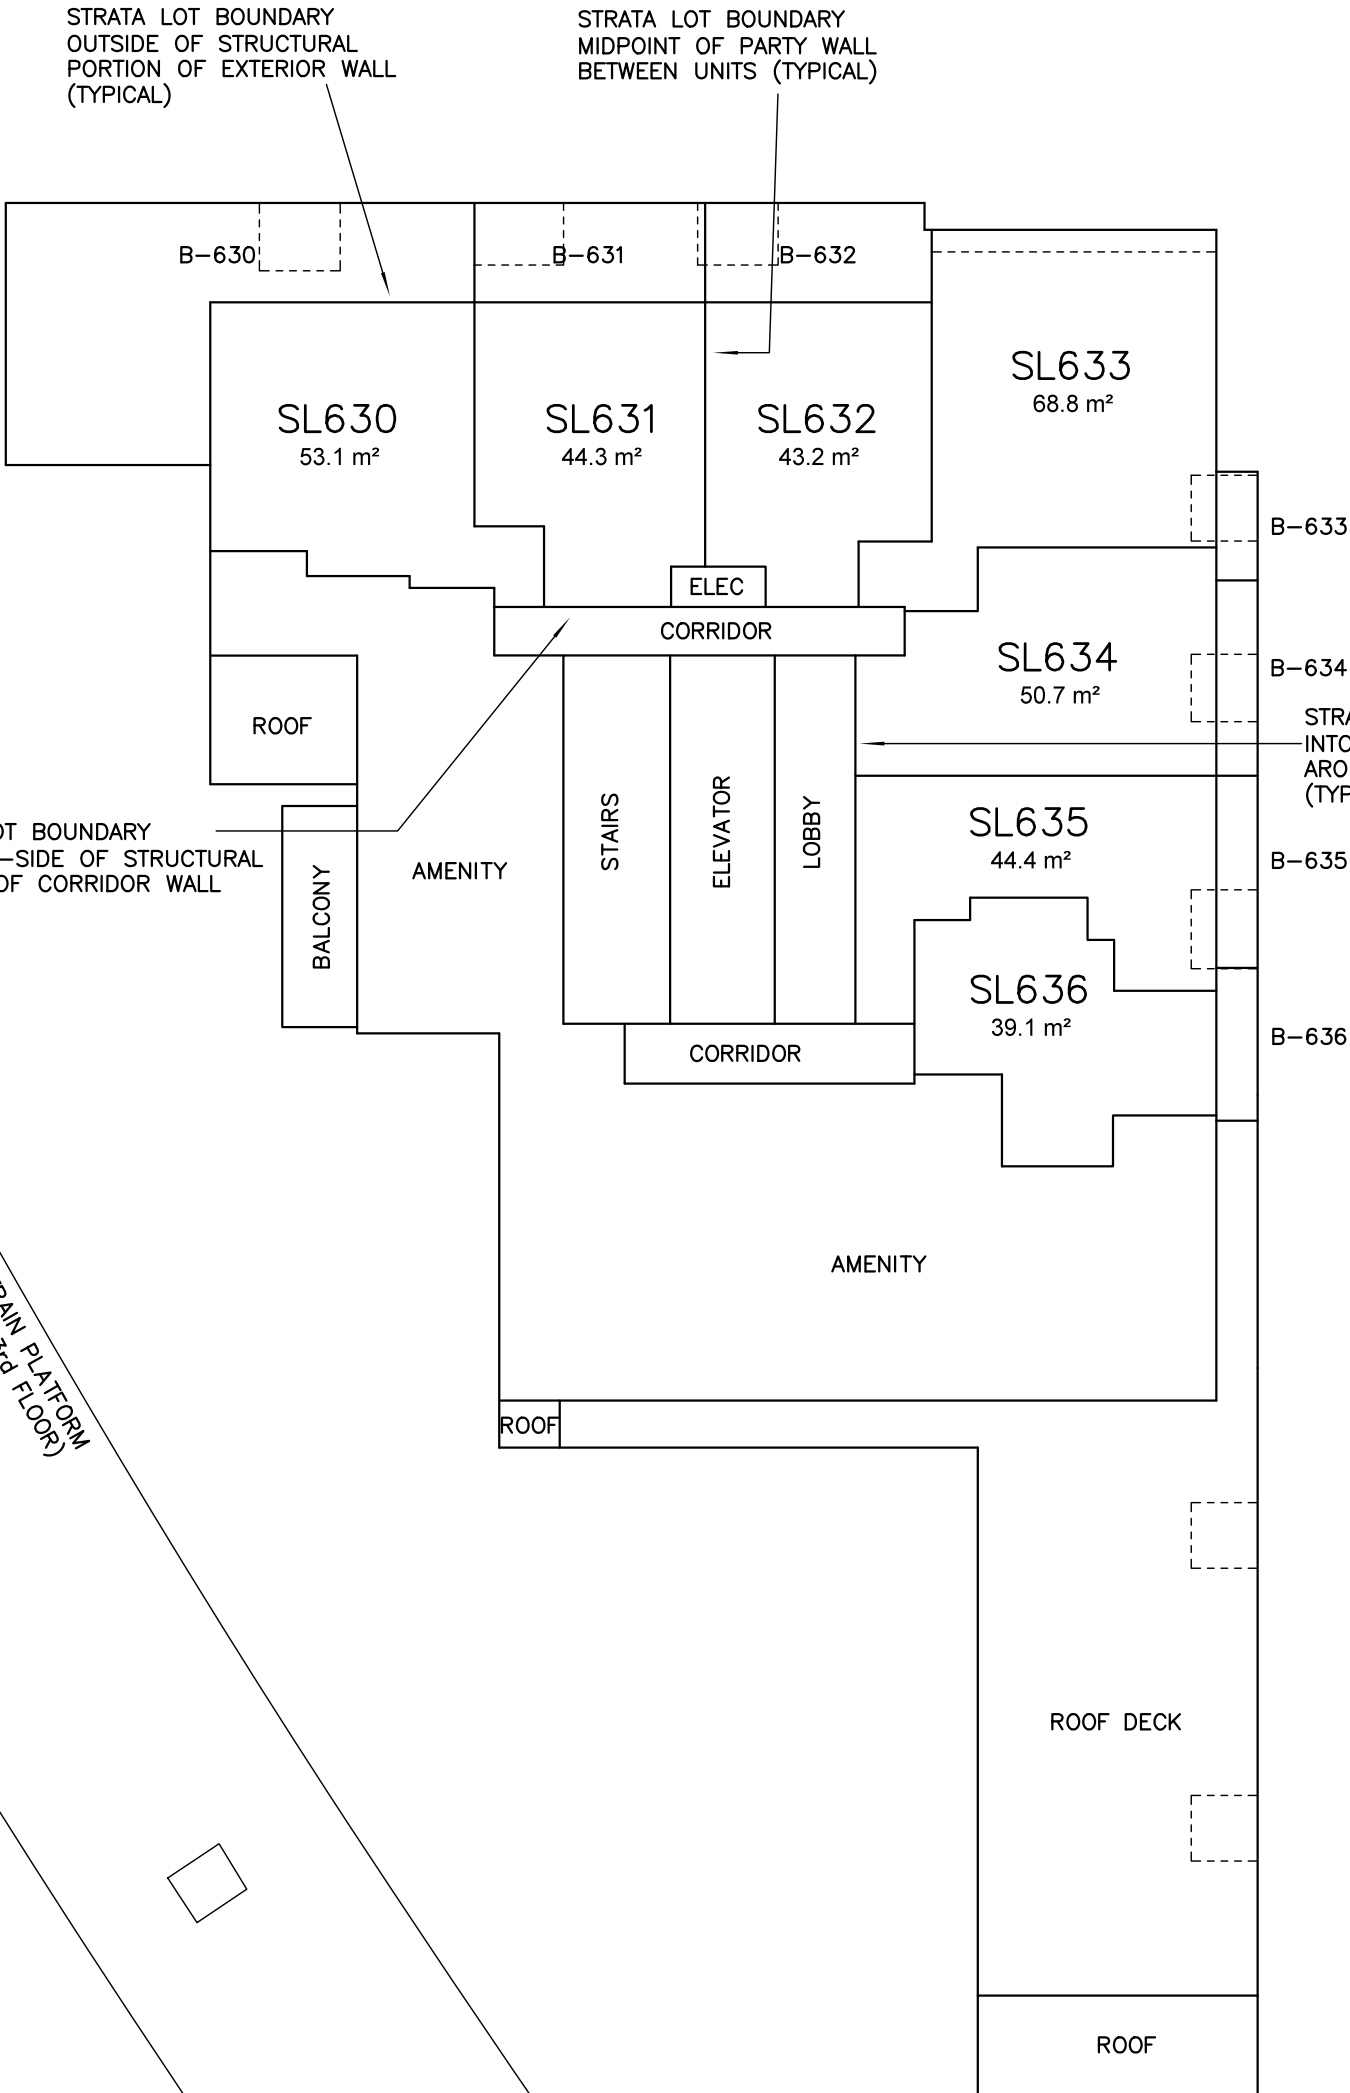 STRATA LOT BOUNDARY
OUTSIDE OF STRUCTURAL
PORTION OF EXTERIOR WALL
(TYPICAL)
STRATA LOT BOUNDARY
MIDPOINT OF PARTY WALL
BETWEEN UNITS (TYPICAL)
B-630
B-631
B-632
SL630
53.1 m²
SL631
44.3 m²
SL632
43.2 m²
SL633
68.8 m²
B-633
ELEC
CORRIDOR
SL634
50.7 m²
B-634
ROOF
STAIRS
ELEVATOR
LOBBY
(TYP
BOUNDARY
-SIDE OF STRUCTURAL
OF CORRIDOR WALL
BALCONY
AMENITY
SL635
44.4 m²
B-635
SL636
39.1 m²
B-636
CORRIDOR
AMENITY
PLATFORM
3rd FLOOR)
ROOF
ROOF DECK
ROOF